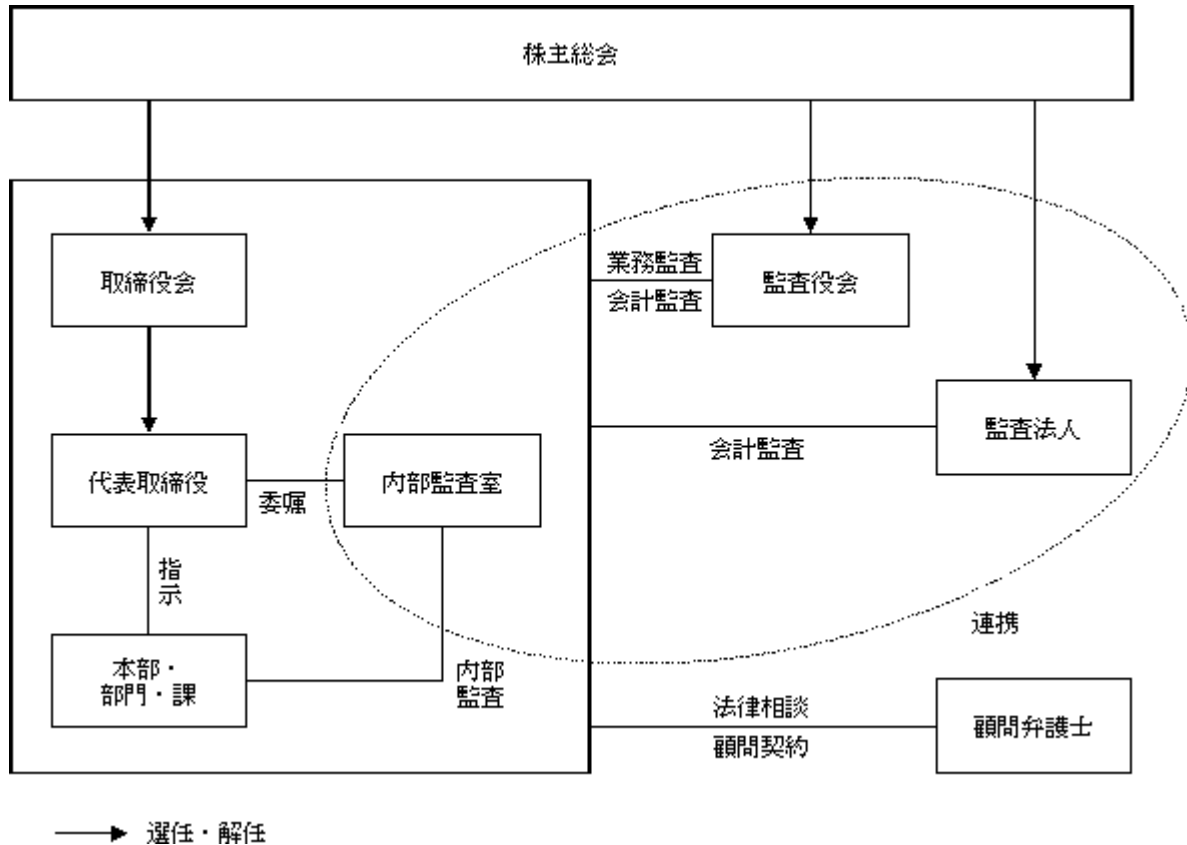 株主総会
取締役会
業務監査
会計監査
監査役会
監査法人
会計監査
代表取締役
委嘱
内部監査室
指
示
連携
本部・
部門・課
内部
監査
法律相談
顧問契約
顧問弁護士
選任・解任